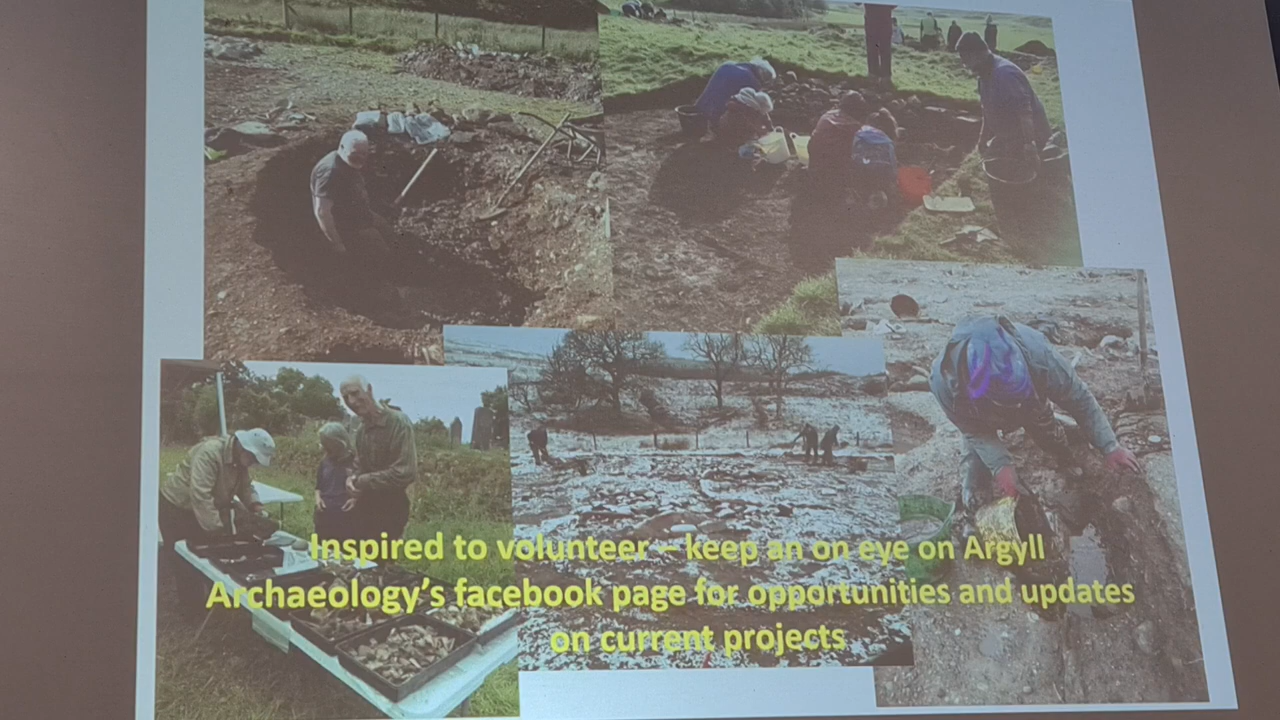 Inspired to volunteer – keep an on eye on Argyll
Archaeology's facebook page for opportunities and updates
on current projects